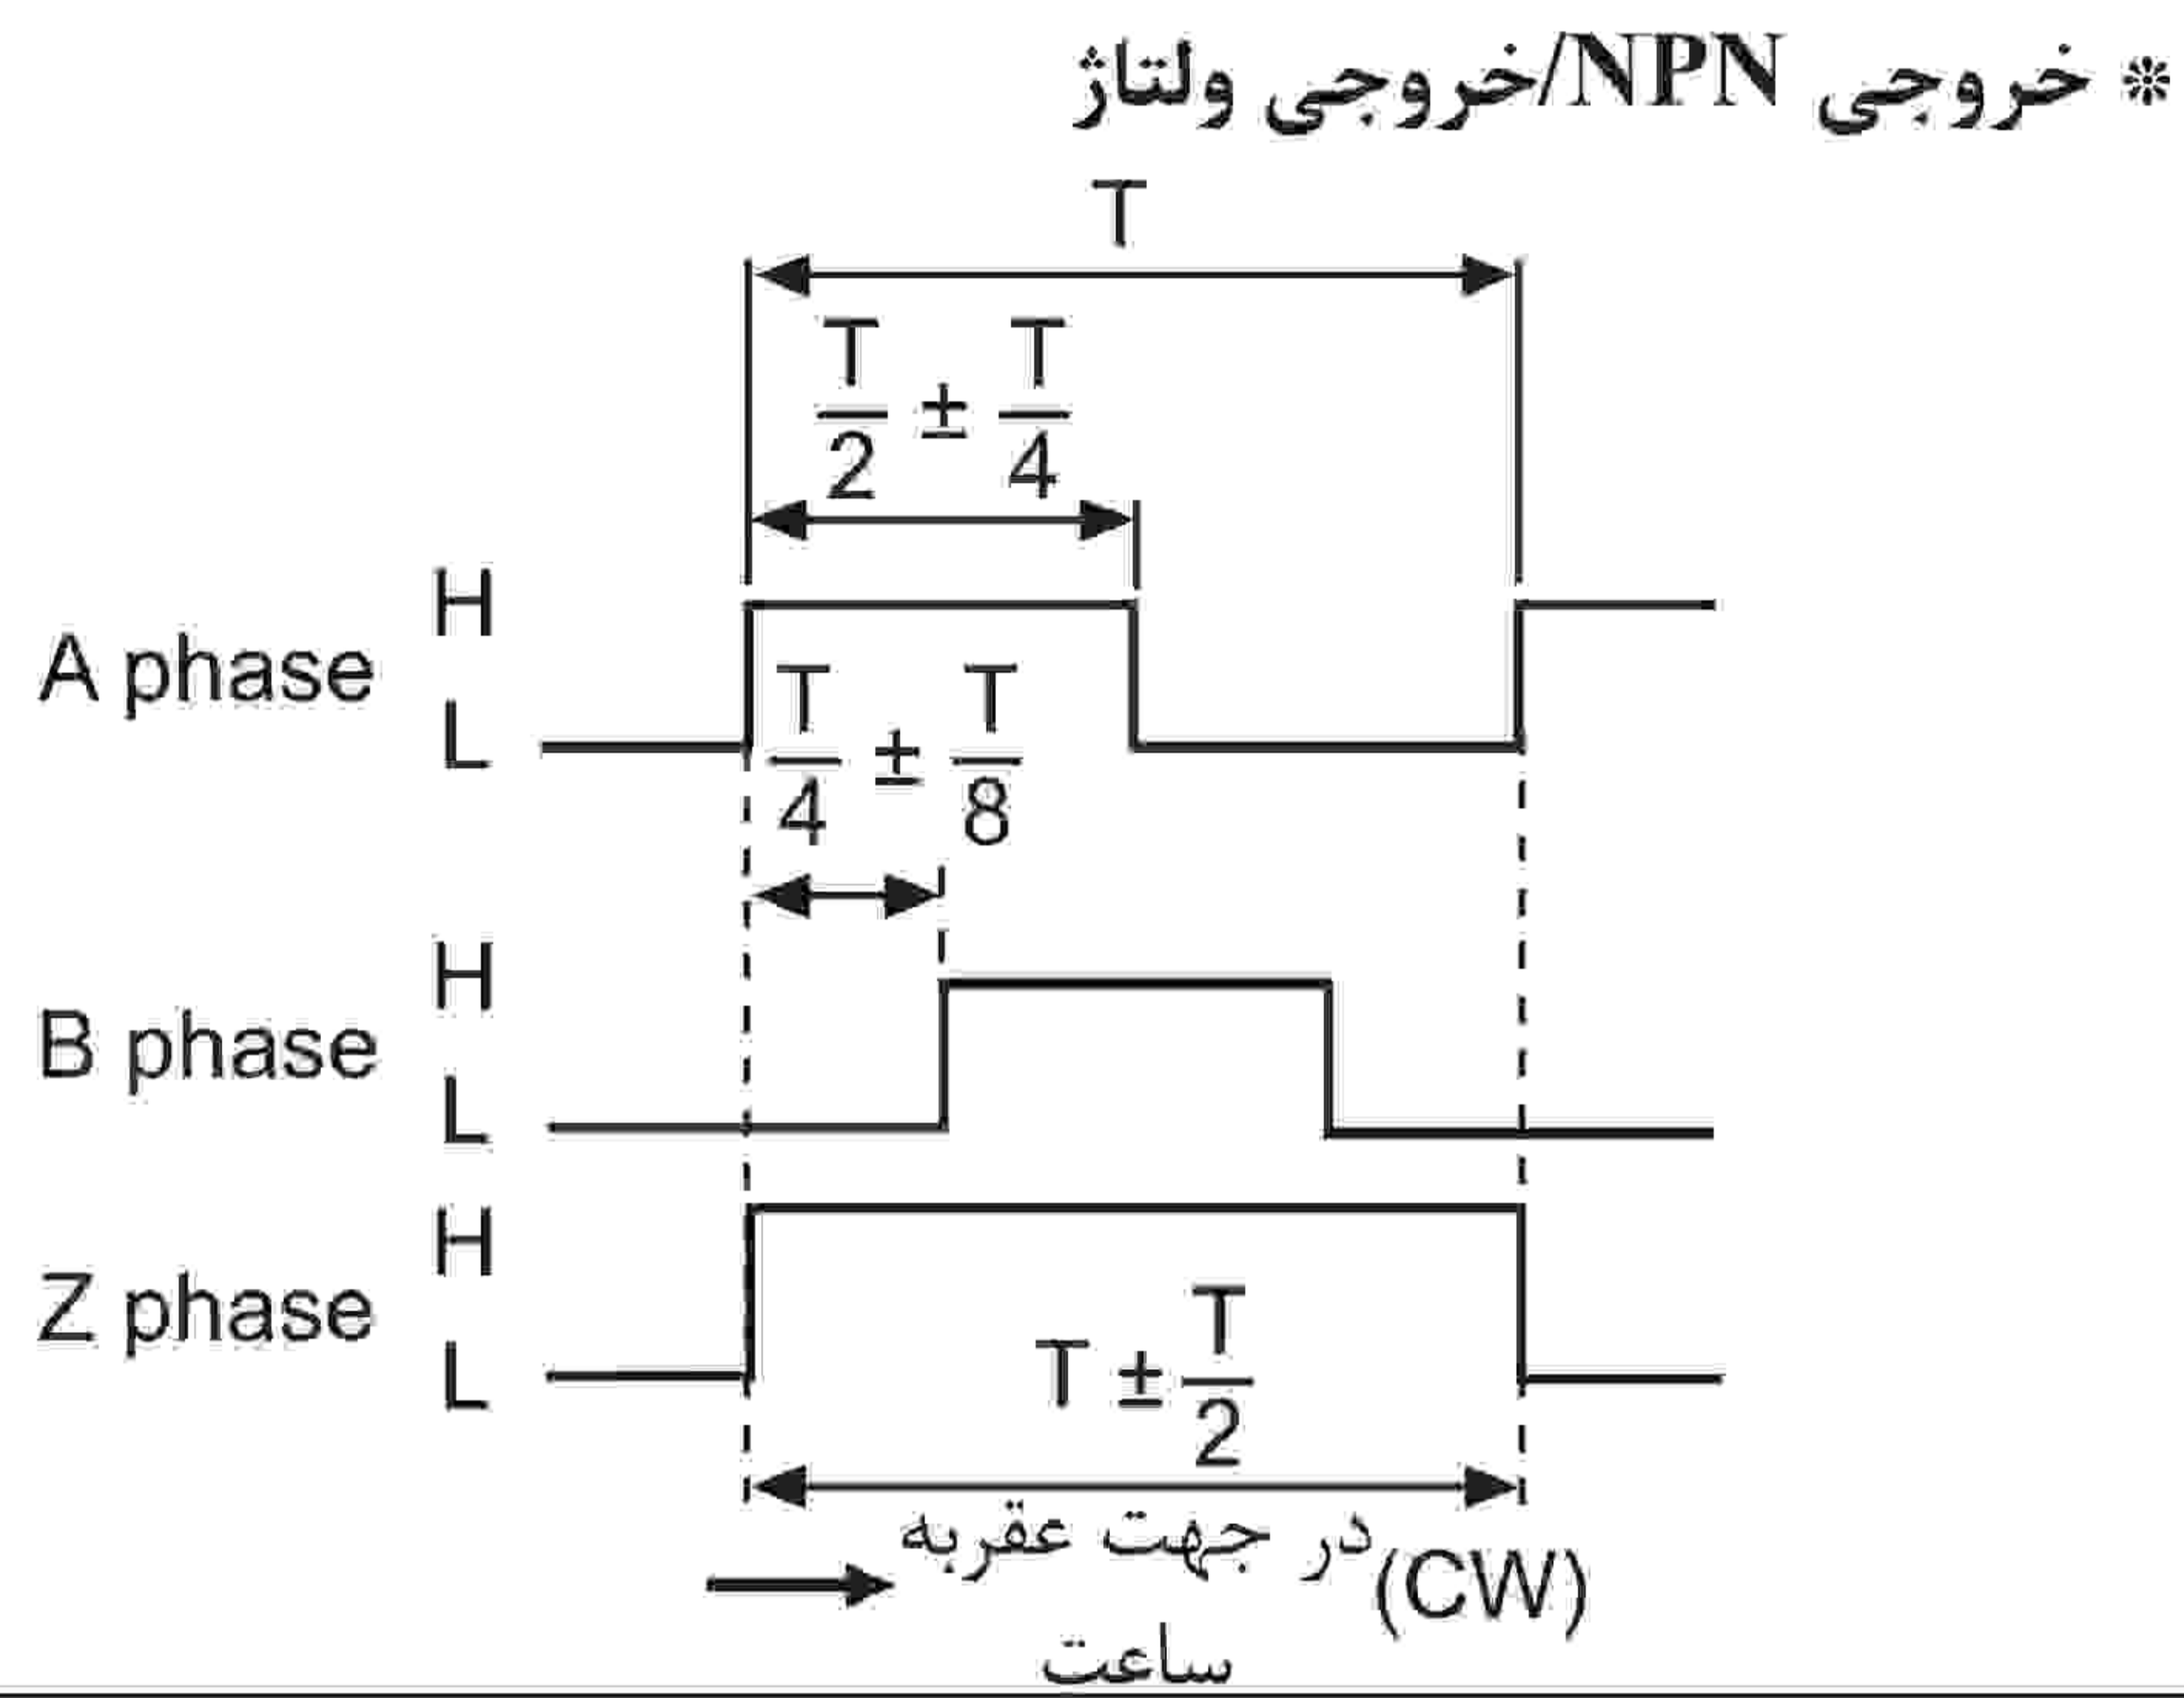 ❊ خروجی NPN/خروجی ولتاژ
T
T/2 ± T/4
H
A phase
L
T/4 ± T/8
H
B phase
L
H
Z phase
L
T ± T/2
در جهت عقربه (CW)
ساعت